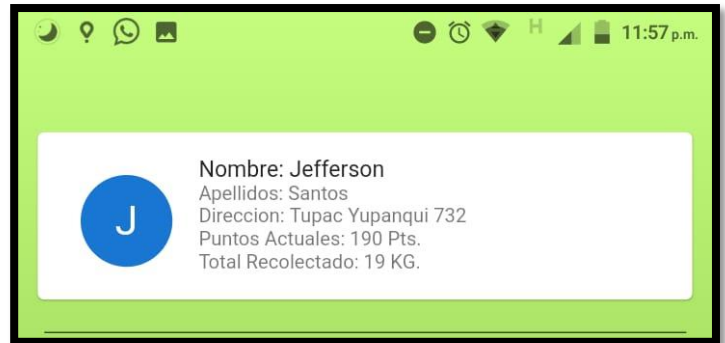 H 11:57 p.m.
J
Nombre: Jefferson
Apellidos: Santos
Direccion: Tupac Yupanqui 732
Puntos Actuales: 190 Pts.
Total Recolectado: 19 KG.